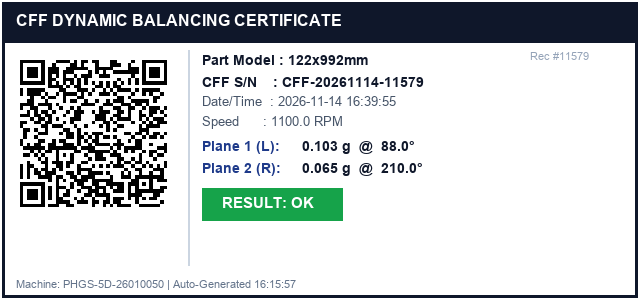 CFF DYNAMIC BALANCING CERTIFICATE
Rec #11579
Part Model : 122x992mm
CFF S/N : CFF-20261114-11579
Date/Time : 2026-11-14 16:39:55
Speed : 1100.0 RPM
Plane 1 (L): 0.103 g @ 88.0°
Plane 2 (R): 0.065 g @ 210.0°
RESULT: OK
Machine: PHGS-5D-26010050 | Auto-Generated 16:15:57